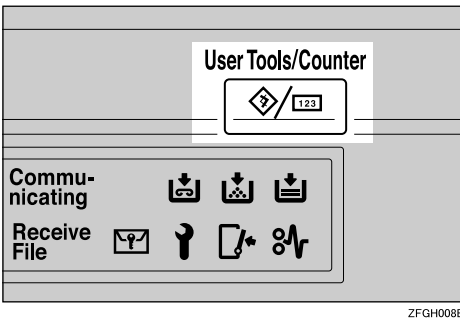 User Tools/Counter
123
Commu-
nicating
Receive
File
ZFGH008E